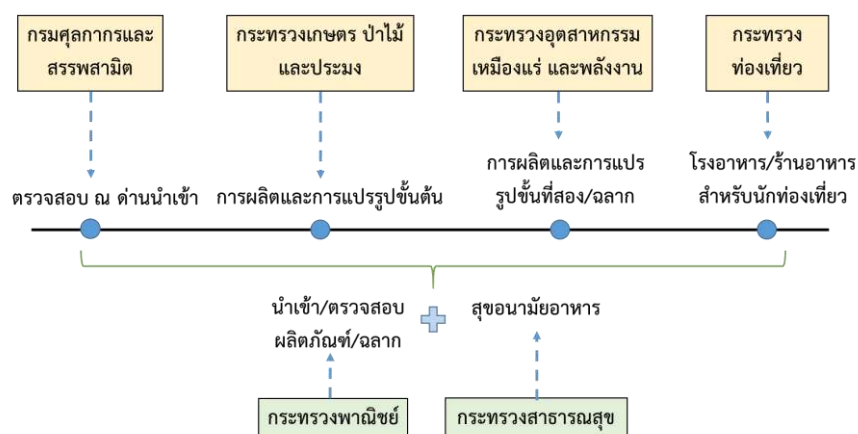 กรมศุลกากรและ
สรรพสามิต
กระทรวงเกษตร ป่าไม้
และประมง
กระทรวงอุตสาหกรรม
เหมืองแร่ และพลังงาน
กระทรวง
ท่องเที่ยว
ตรวจสอบ ณ ด่านนำเข้า
การผลิตและการแปรรูปขั้นต้น
การผลิตและการแปร
รูปขั้นที่สอง/ฉลาก
โรงอาหาร/ร้านอาหาร
สำหรับนักท่องเที่ยว
นำเข้า/ตรวจสอบ
ผลิตภัณฑ์/ฉลาก
สุขอนามัยอาหาร
กระทรวงพาณิชย์
กระทรวงสาธารณสุข